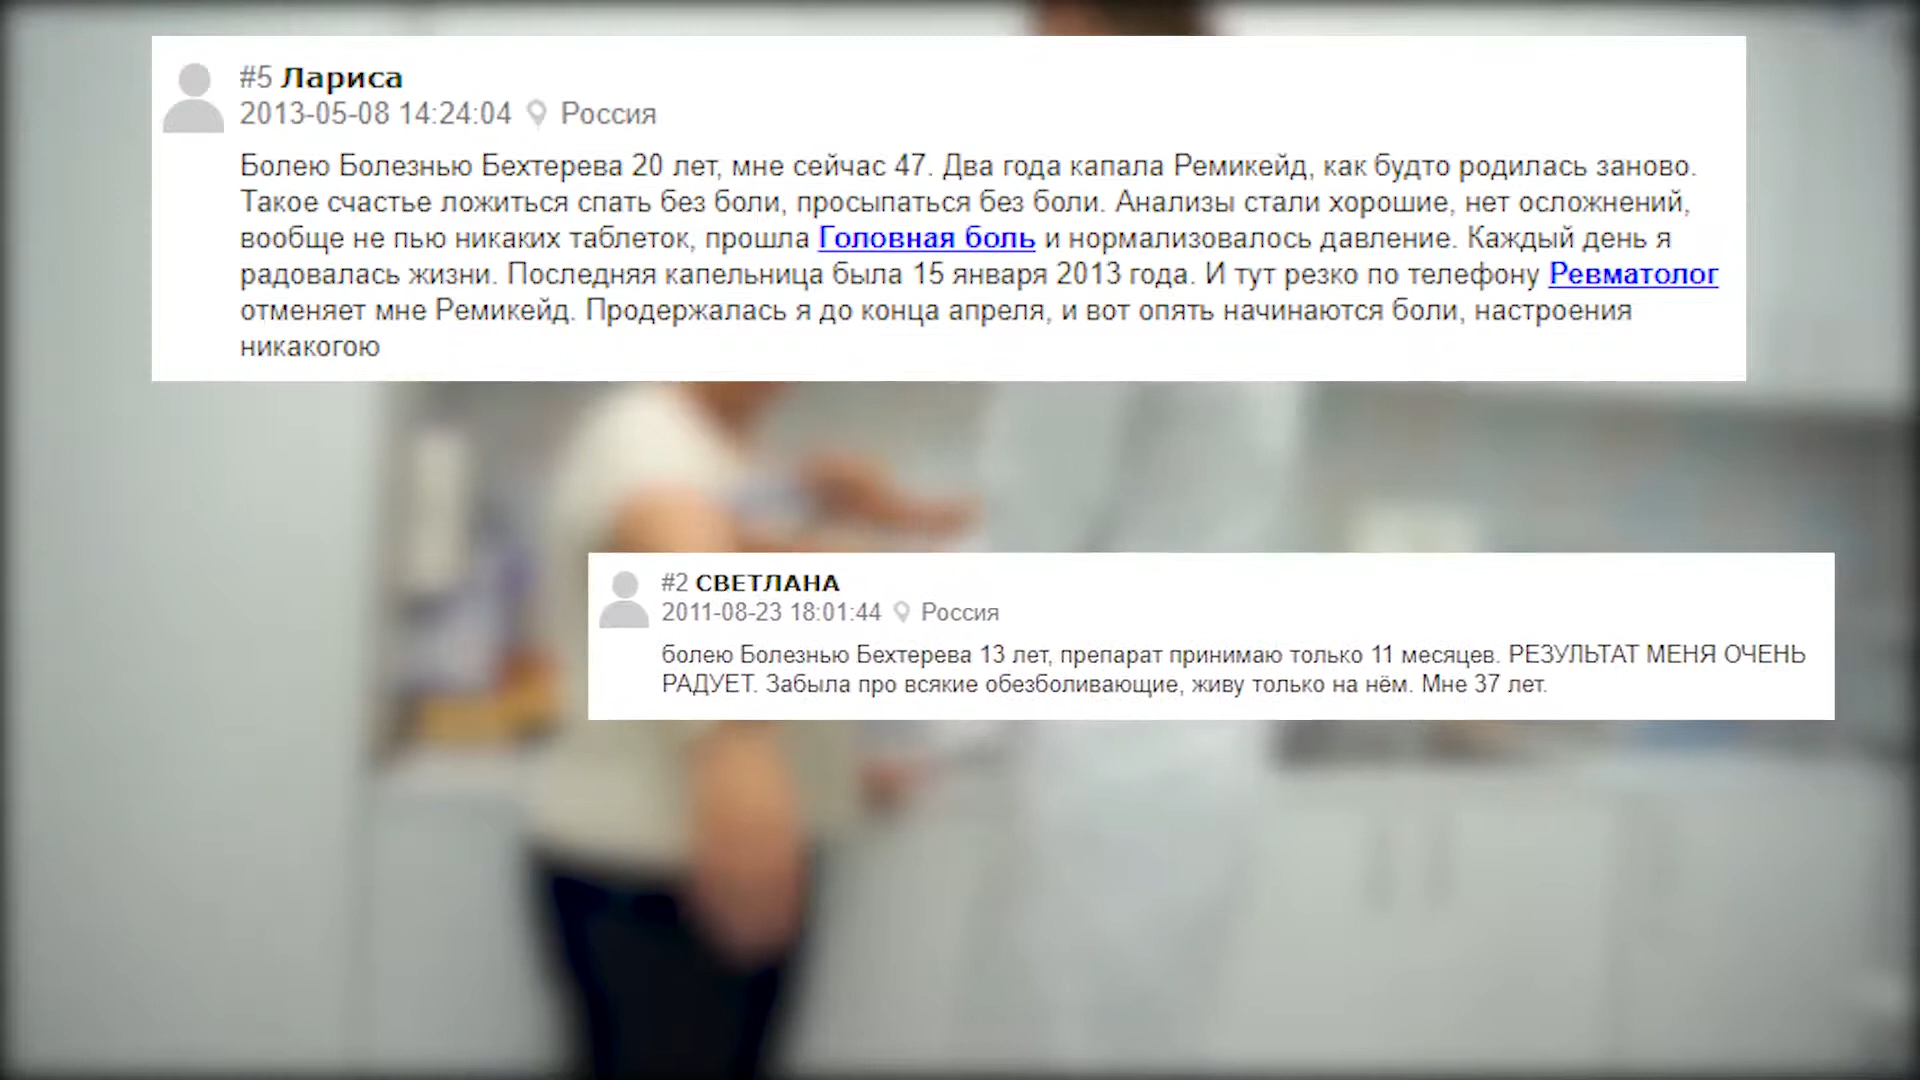 #5 Лариса
2013-05-08 14:24:04 Россия
Болею Болезнью Бехтерева 20 лет, мне сейчас 47. Два года капала Ремикейд, как будто родилась заново.
Такое счастье ложиться спать без боли, просыпаться без боли. Анализы стали хорошие, нет осложнений,
вообще не пью никаких таблеток, прошла Головная боль и нормализовалось давление. Каждый день я
радовалась жизни. Последняя капельница была 15 января 2013 года. И тут резко по телефону Ревматолог
отменяет мне Ремикейд. Продержалась я до конца апреля, и вот опять начинаются боли, настроения
никакогою
#2 СВЕТЛАНА
2011-08-23 18:01:44 Россия
болею Болезнью Бехтерева 13 лет, препарат принимаю только 11 месяцев. РЕЗУЛЬТАТ МЕНЯ ОЧЕНЬ
РАДУЕТ. Забыла про всякие обезболивающие, живу только на нём. Мне 37 лет.